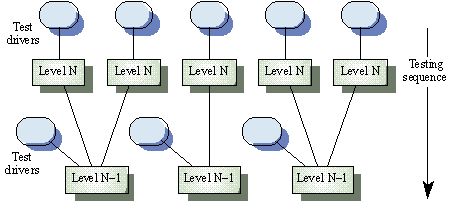 Test
drivers
Level N Level N Level N Level N Level N
Testing
sequence
Test
drivers
Level N–1 Level N–1 Level N–1